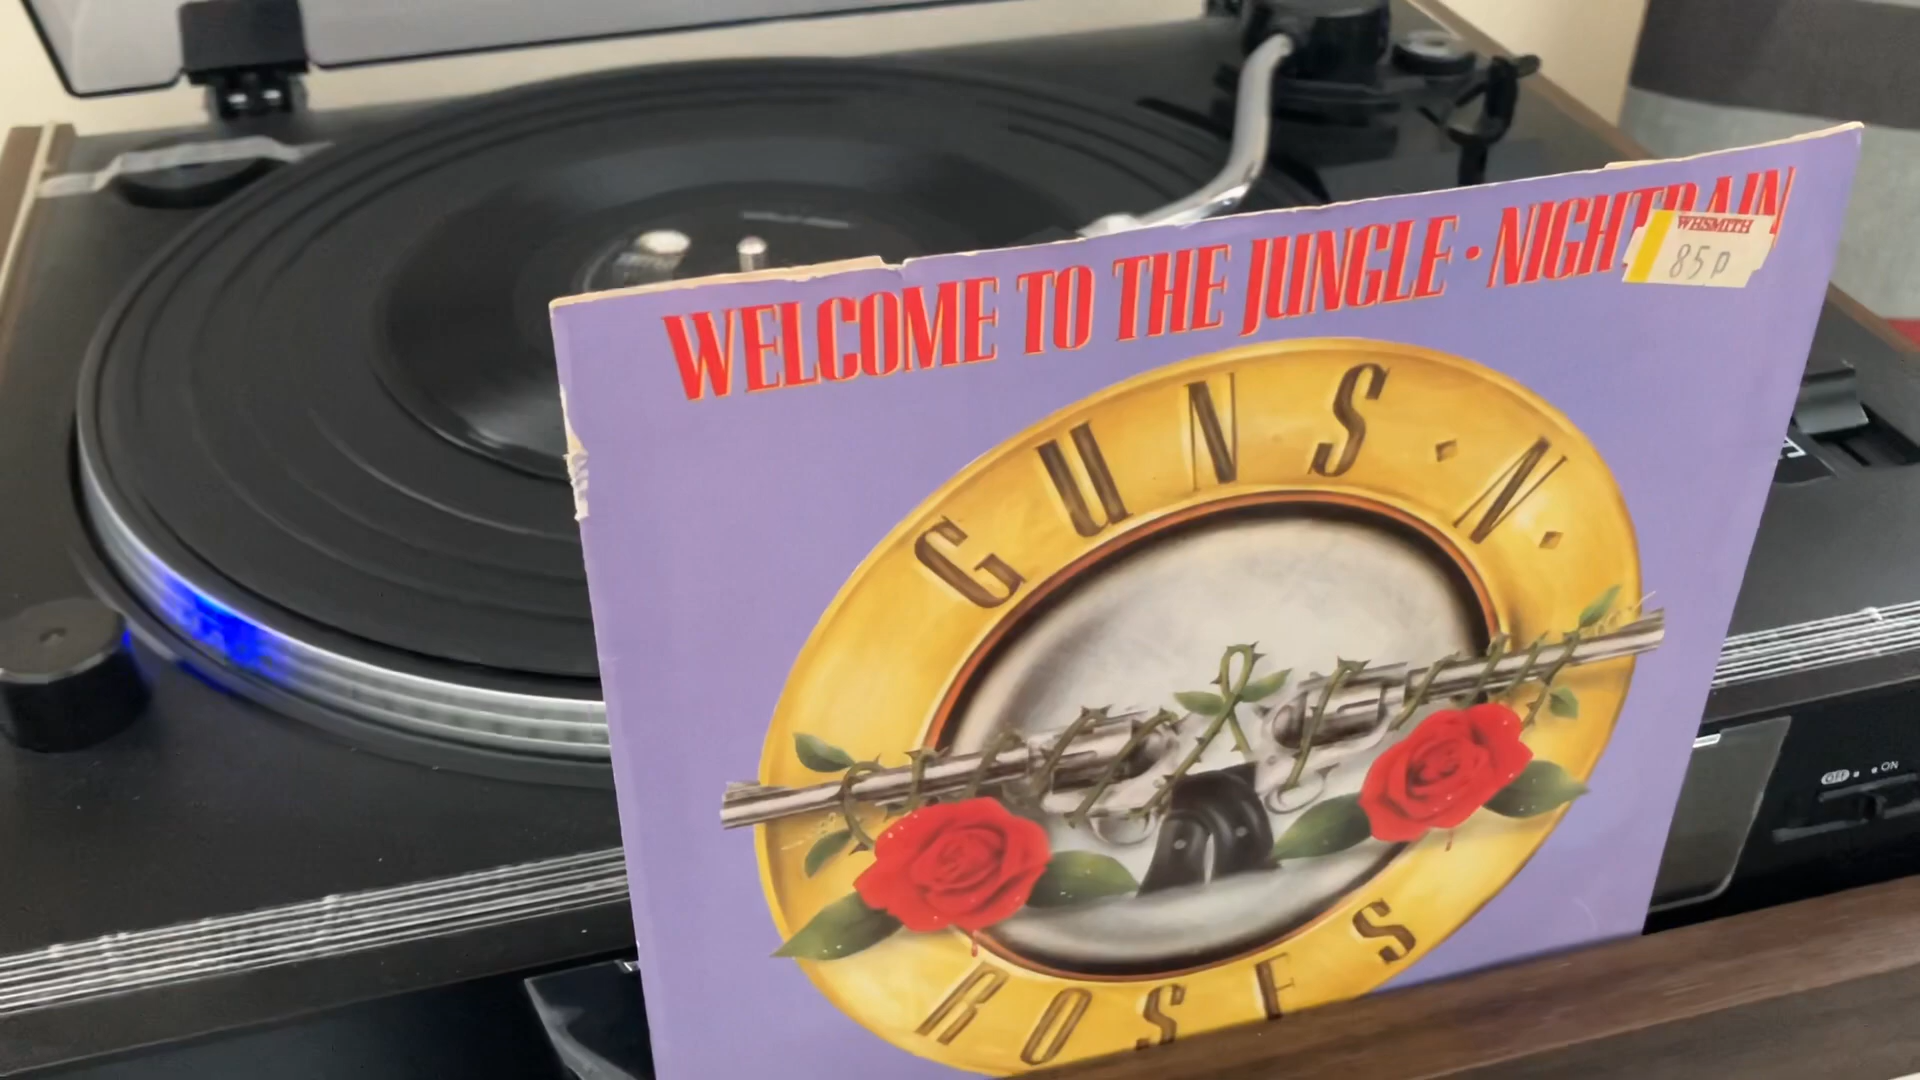 WELCOME TO THE JUNGLE · NIGHTRAIN
WHSMITH
85p
GUNS · N ·
ROSES
OFF ON